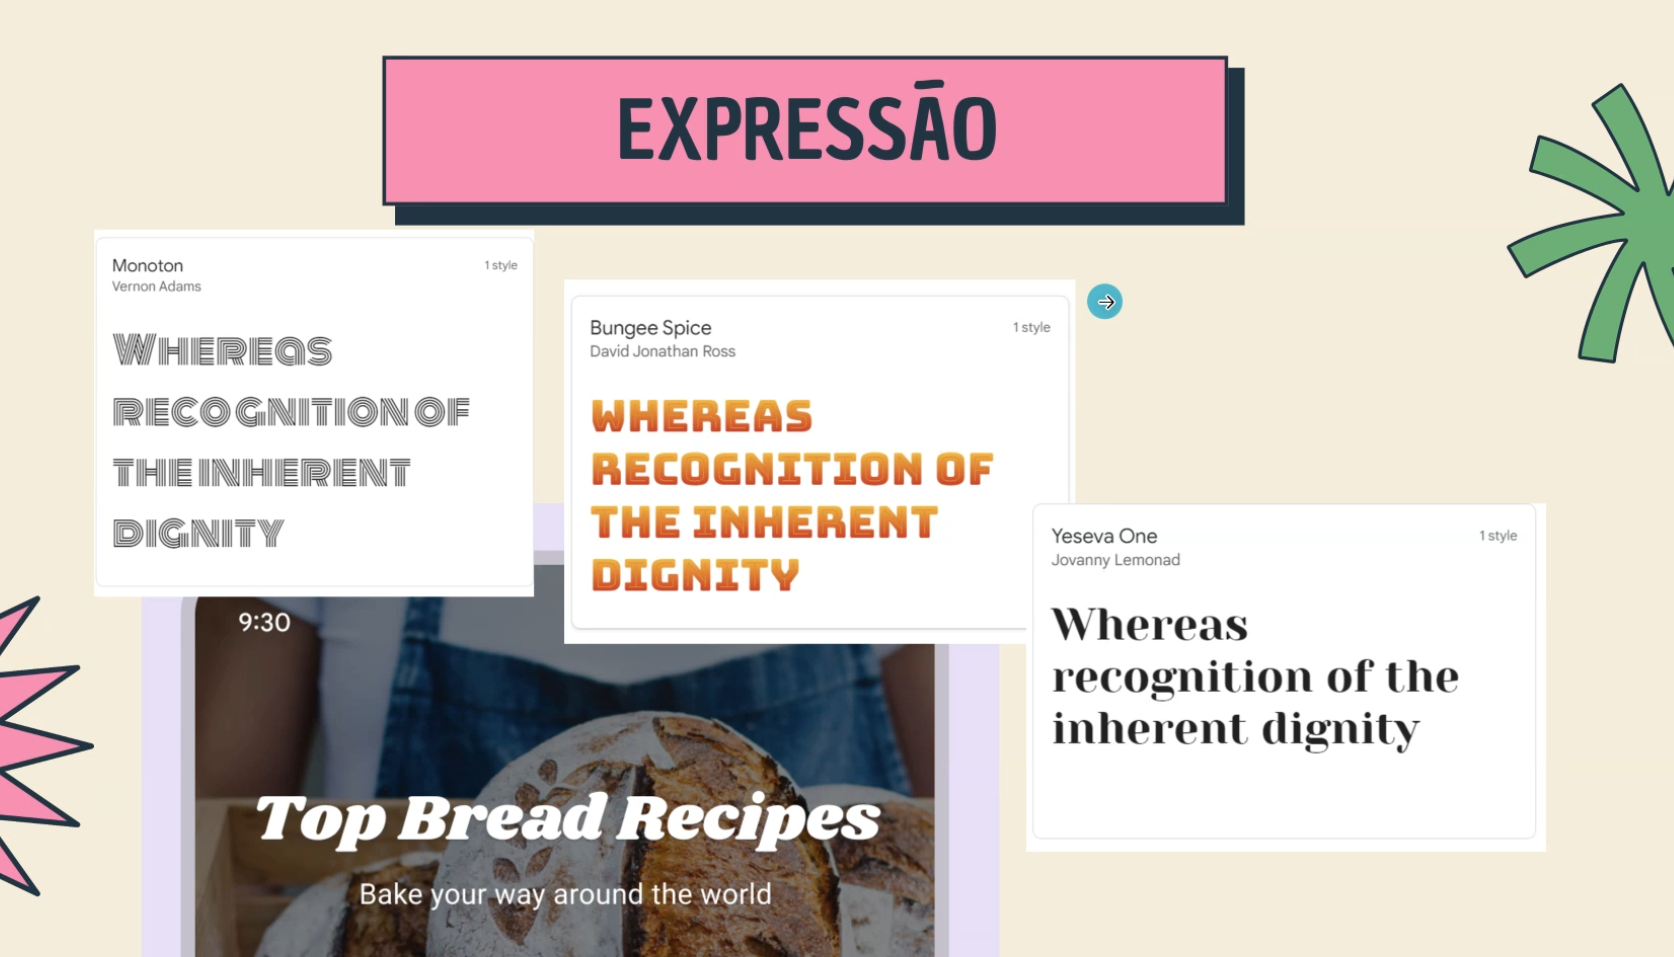 EXPRESSÃO
Monoton
1 style
Vernon Adams
Whereas
recognition of
the inherent
dignity
Bungee Spice
1 style
David Jonathan Ross
WHEREAS
RECOGNITION OF
THE INHERENT
DIGNITY
Yeseva One
1 style
Jovanny Lemonad
Whereas
recognition of the
inherent dignity
9:30
Top Bread Recipes
Bake your way around the world